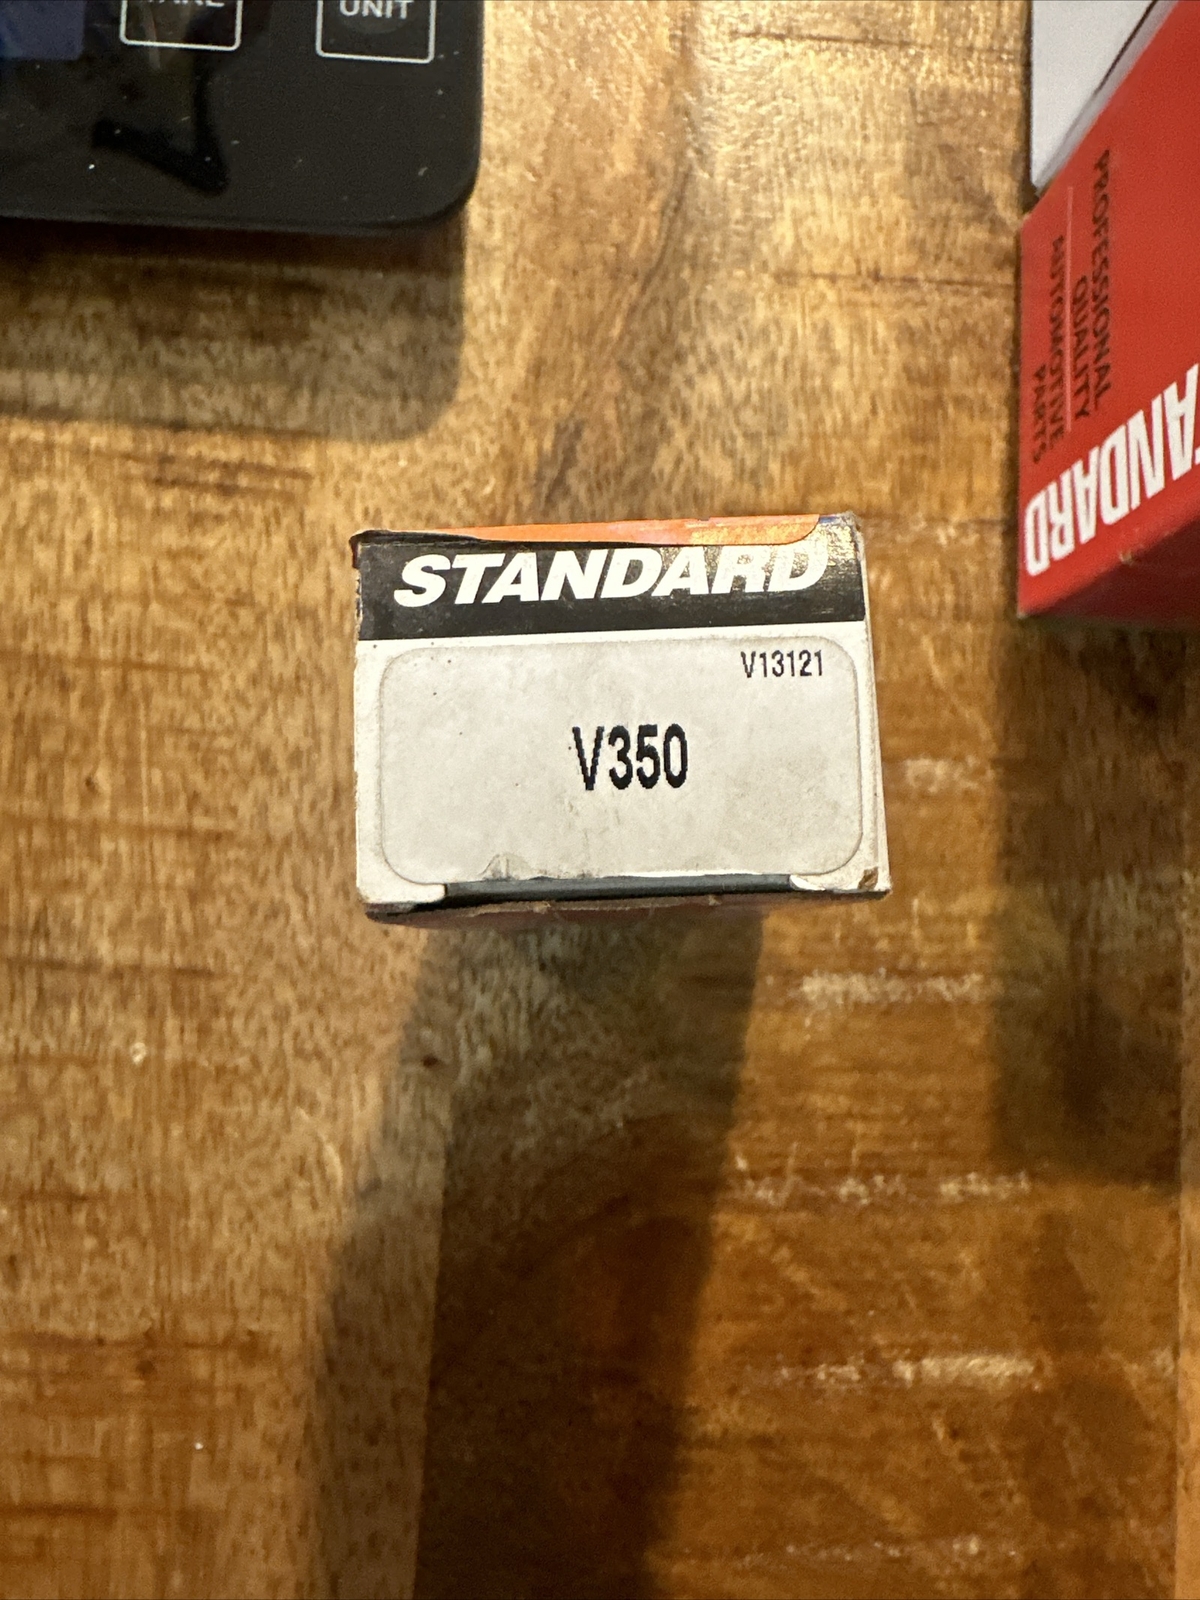 UNIT
STANDARD
V13121
V350
PROFESSIONAL
QUALITY
AUTOMOTIVE
PARTS
ANDARD